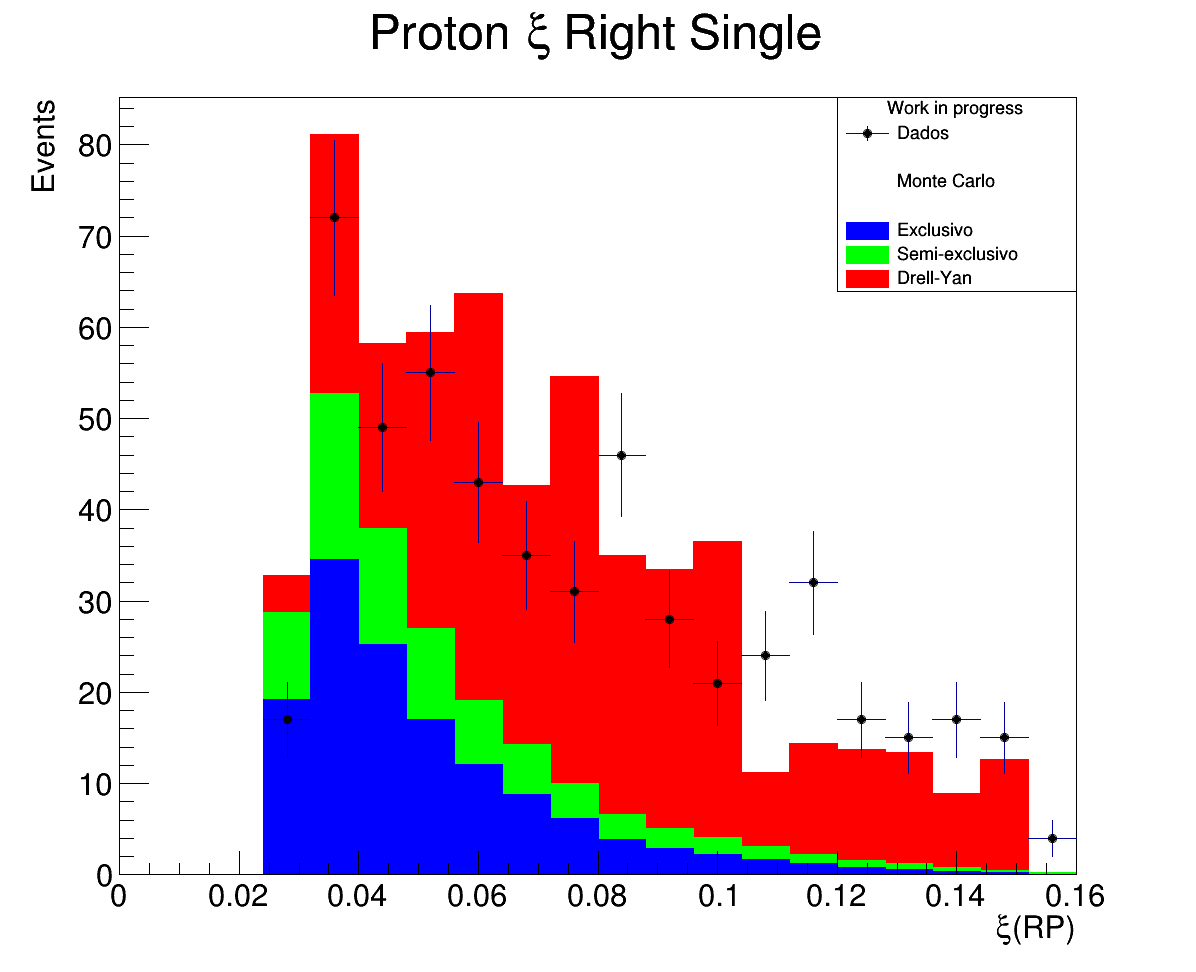 Proton ξ Right Single
Events
80
70
60
50
40
30
20
10
0
0 0.02 0.04 0.06 0.08 0.1 0.12 0.14 0.16
ξ(RP)
Work in progress
Dados
Monte Carlo
Exclusivo
Semi-exclusivo
Drell-Yan